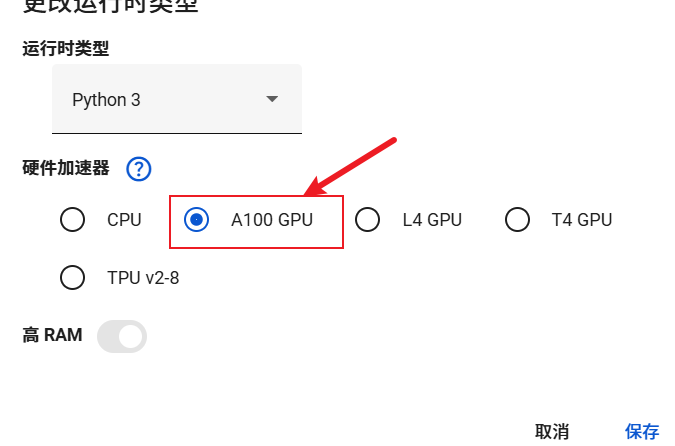 更改运行时类型
运行时类型
Python 3
硬件加速器 ?
CPU A100 GPU L4 GPU T4 GPU
TPU v2-8
高 RAM
取消 保存